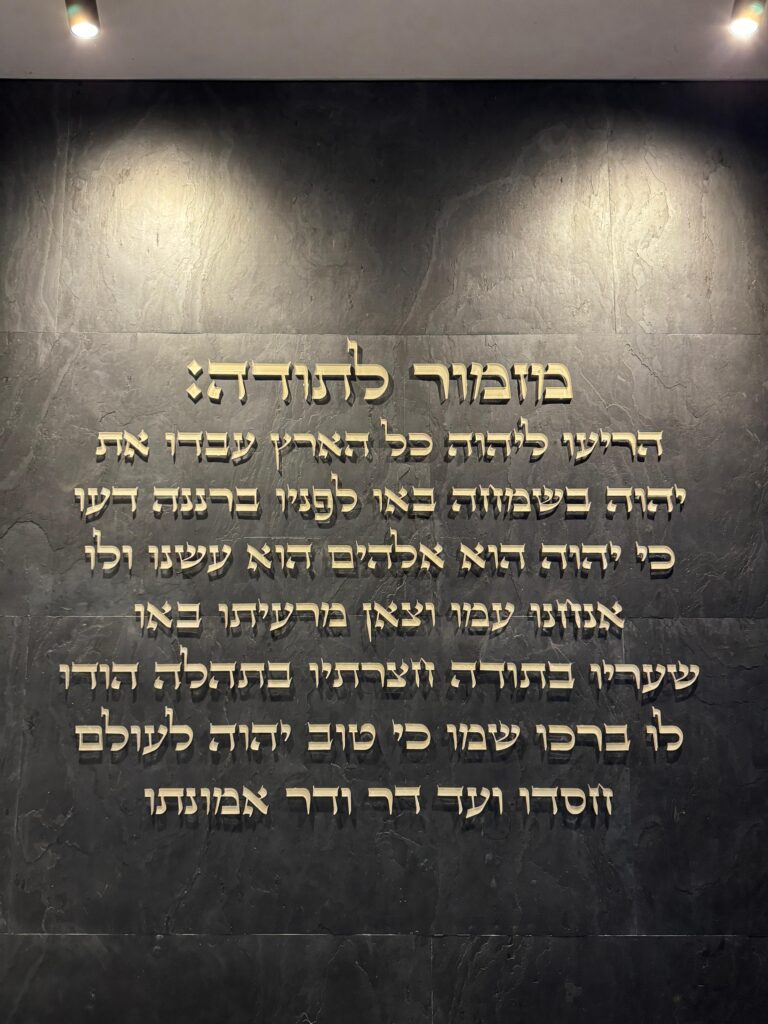 מזמור לתודה:
הריעו ליהוה כל הארץ עבדו את
יהוה בשמחה באו לפניו ברננה דעו
כי יהוה הוא אלהים הוא עשנו ולו
אנחנו עמו וצאן מרעיתו באו
שעריו בתודה חצרתיו בתהלה הודו
לו ברכו שמו כי טוב יהוה לעולם
חסדו ועד דר ודר אמונתו